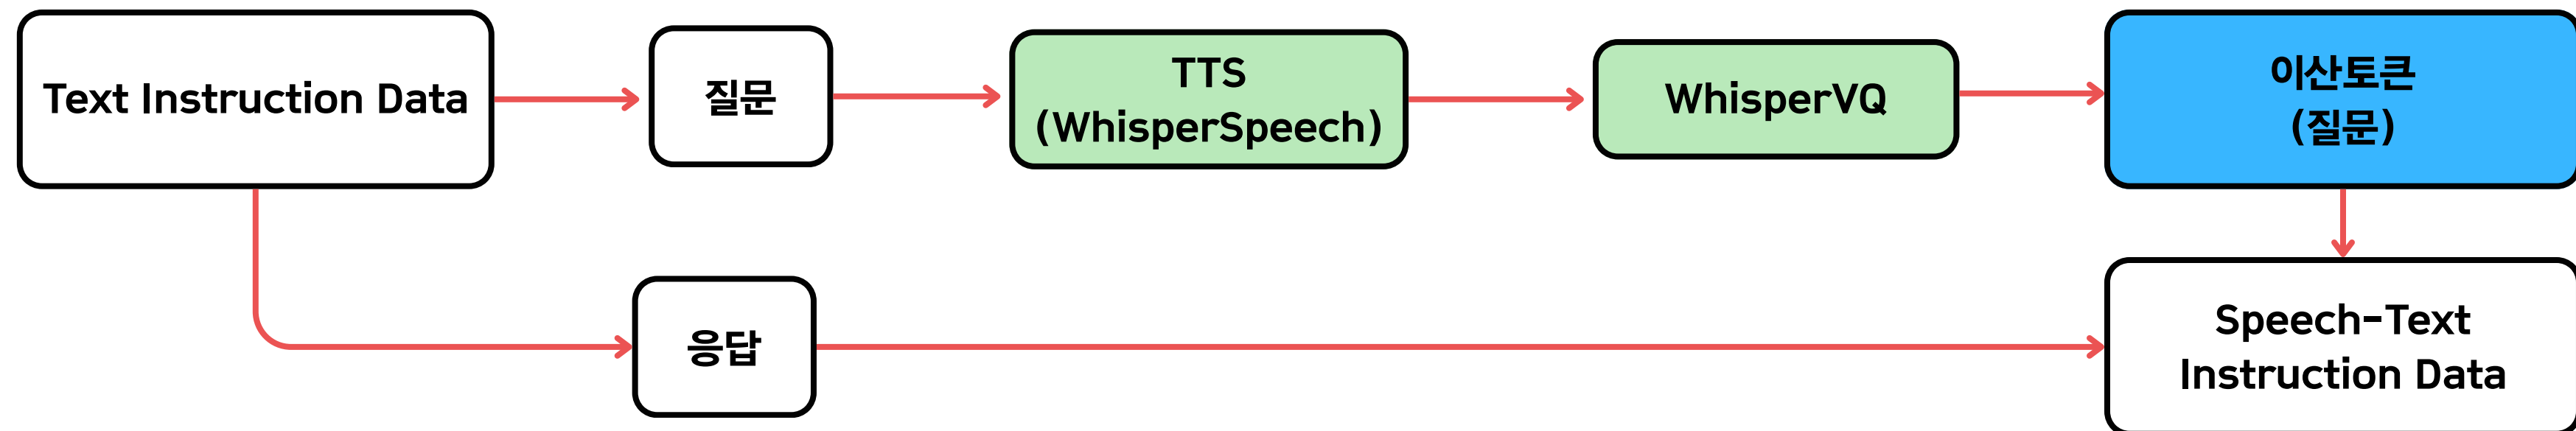 Text Instruction Data
질문
TTS
(WhisperSpeech)
WhisperVQ
이산토큰
(질문)
응답
Speech-Text
Instruction Data